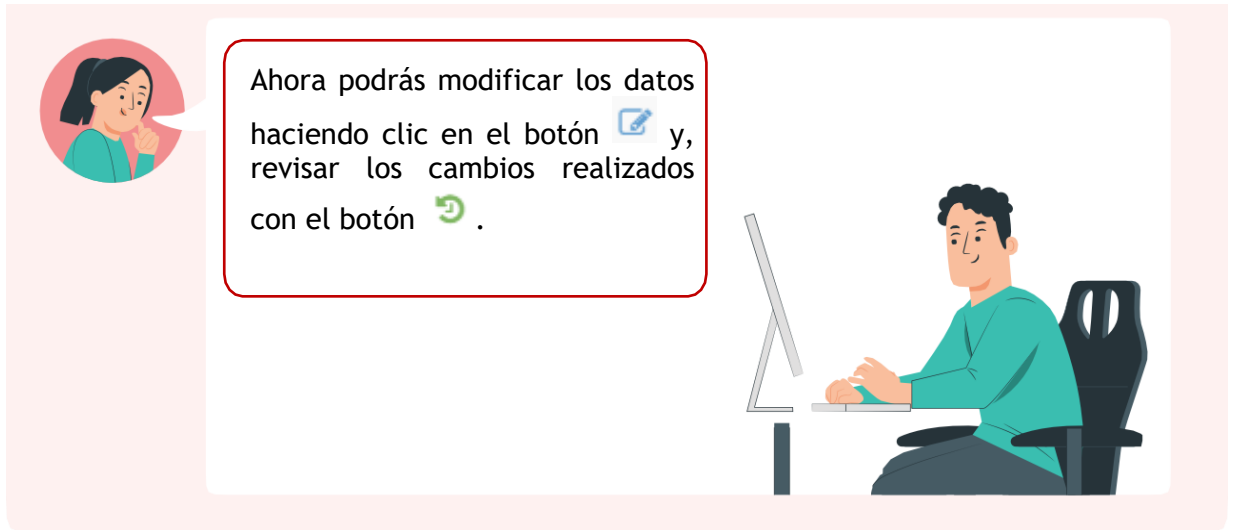 Ahora podrás modificar los datos
haciendo clic en el botón y,
revisar los cambios realizados
con el botón .